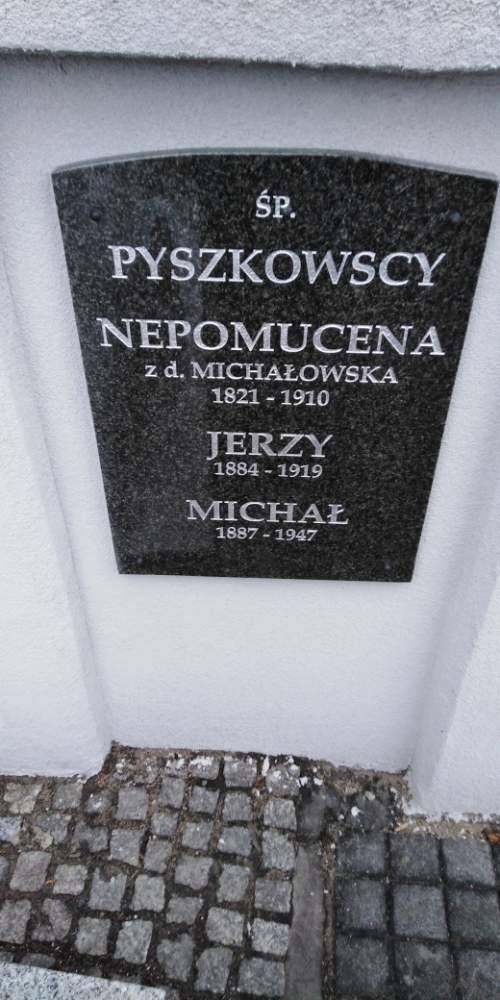 ŚP.
PYSZKOWSCY
NEPOMUCENA
z d. MICHAŁOWSKA
1821 - 1910
JERZY
1884 - 1919
MICHAŁ
1887 - 1947